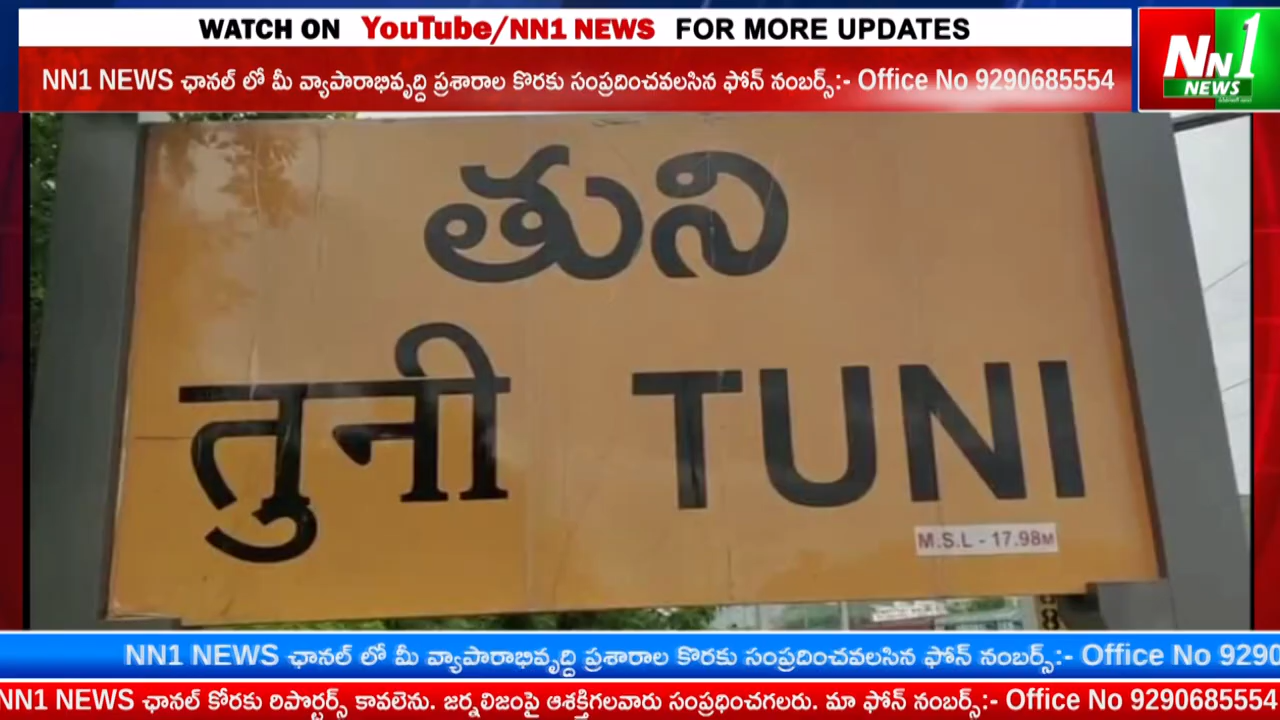 WATCH ON YouTube/NN1 NEWS FOR MORE UPDATES
NN1 NEWS ఛానల్ లో మీ వ్యాపారాభివృద్ది ప్రశారాల కొరకు సంప్రదించవలసిన ఫోన్ నంబర్స్:- Office No 9290685554
NN1
NEWS
తుని
तुनी TUNI
M.S.L - 17.98M
NN1 NEWS ఛానల్ లో మీ వ్యాపారాభివృద్ది ప్రశారాల కొరకు సంప్రదించవలసిన ఫోన్ నంబర్స్:- Office No 9290
NN1 NEWS ఛానల్ కోరకు రిపోర్టర్స్ కావలెను. జర్నలిజంపై ఆశక్తిగలవారు సంప్రధించగలరు. మా ఫోన్ నంబర్స్:- Office No 9290685554